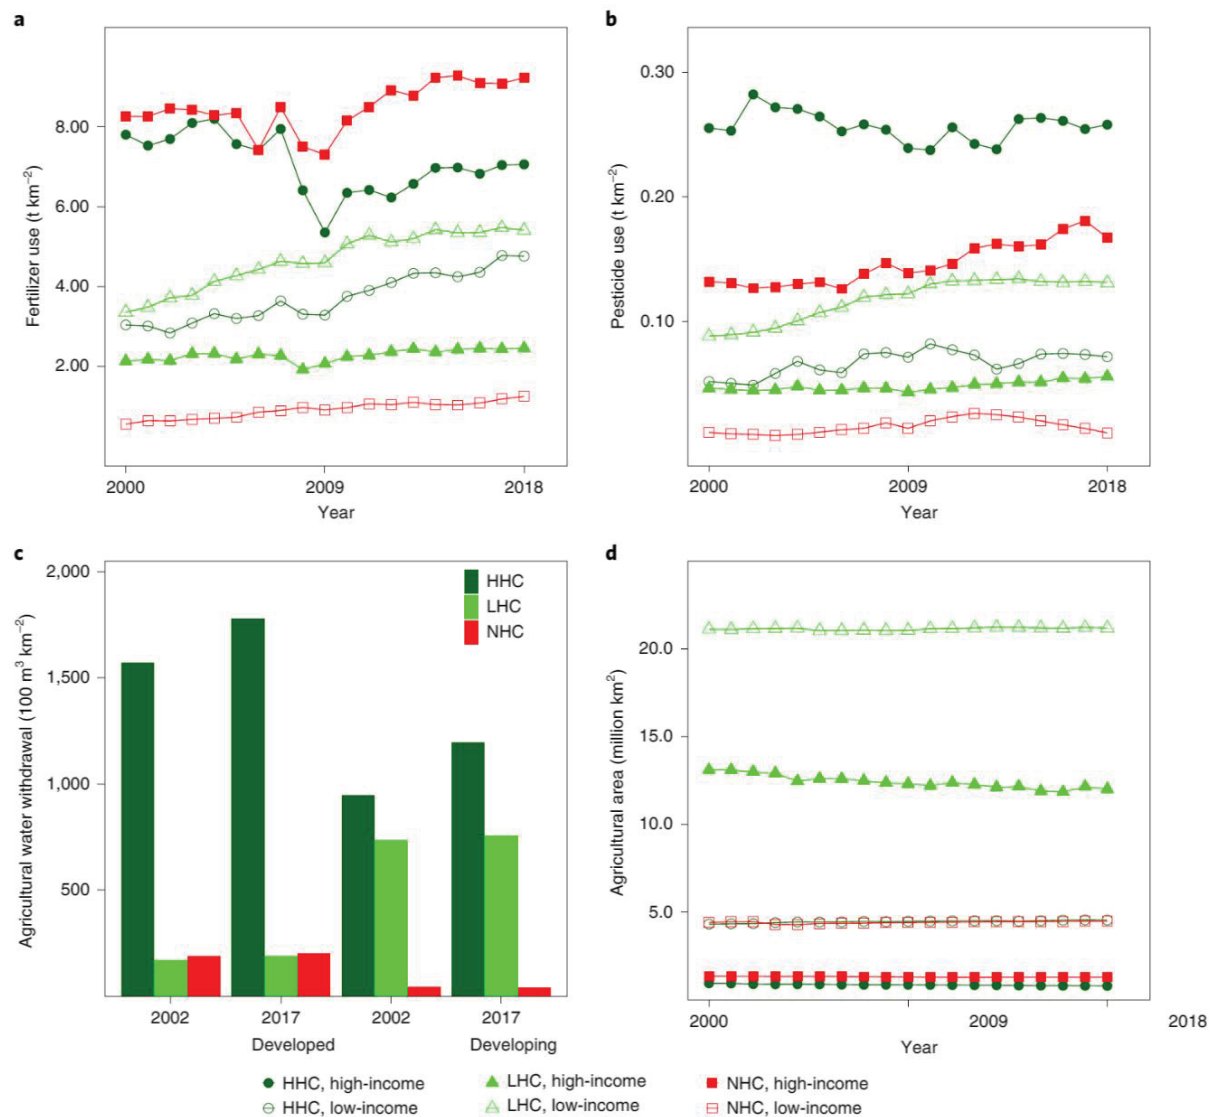 a
Fertilizer use (t km−2)
8.00
6.00
4.00
2.00
2000 2009 2018
Year
b
Pesticide use (t km−2)
0.30
0.20
0.10
2000 2009 2018
Year
c
Agricultural water withdrawal (100 m3 km−2)
2,000
1,500
1,000
500
HHC
LHC
NHC
2002 2017 2002 2017
Developed Developing
d
Agricultural area (million km2)
20.0
15.0
10.0
5.0
2000 2009 2018
Year
HHC, high-income LHC, high-income NHC, high-income
HHC, low-income LHC, low-income NHC, low-income